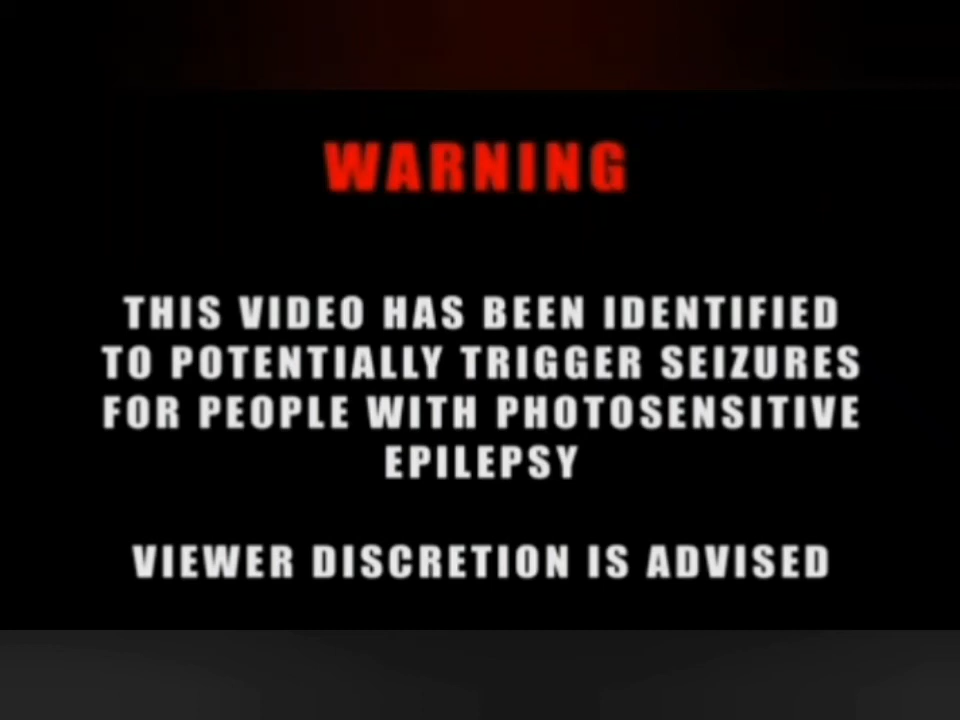 WARNING
THIS VIDEO HAS BEEN IDENTIFIED
TO POTENTIALLY TRIGGER SEIZURES
FOR PEOPLE WITH PHOTOSENSITIVE
EPILEPSY
VIEWER DISCRETION IS ADVISED